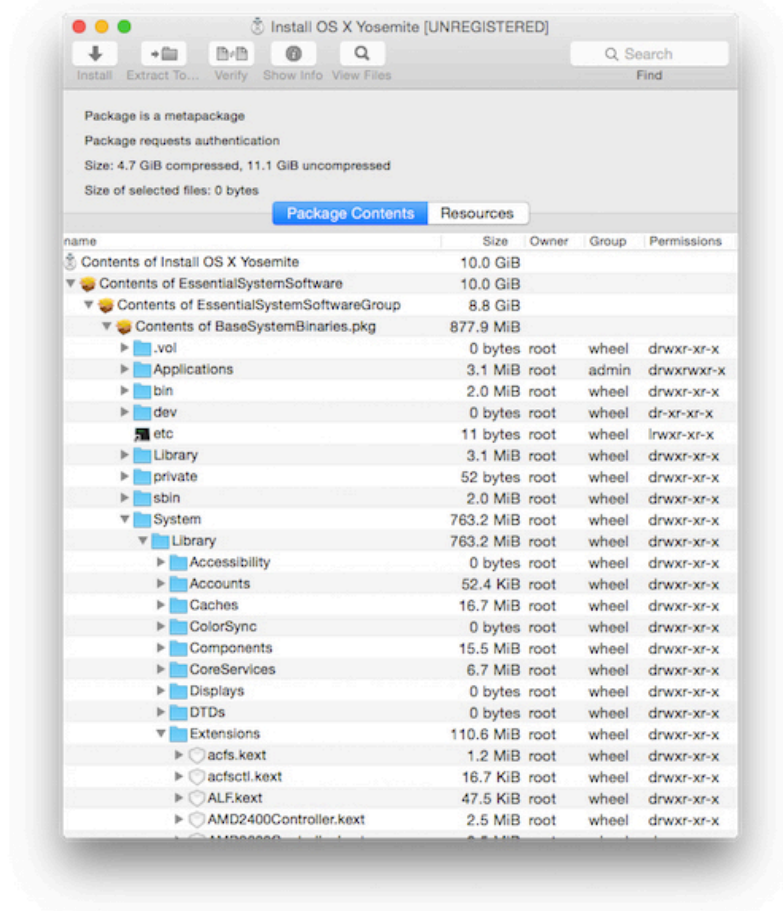 Install OS X Yosemite [UNREGISTERED]
Install Extract To... Verify Show Info View Files
Search
Find
Package is a metapackage
Package requests authentication
Size: 4.7 GiB compressed, 11.1 GiB uncompressed
Size of selected files: 0 bytes
Package Contents Resources
name Size Owner Group Permissions
Contents of Install OS X Yosemite 10.0 GiB
Contents of EssentialSystemSoftware 10.0 GiB
Contents of EssentialSystemSoftwareGroup 8.8 GiB
Contents of BaseSystemBinaries.pkg 877.9 MiB
.vol 0 bytes root wheel drwxr-xr-x
Applications 3.1 MiB root admin drwxrwxr-x
bin 2.0 MiB root wheel drwxr-xr-x
dev 0 bytes root wheel dr-xr-xr-x
etc 11 bytes root wheel lrwxr-xr-x
Library 3.1 MiB root wheel drwxr-xr-x
private 52 bytes root wheel drwxr-xr-x
sbin 2.0 MiB root wheel drwxr-xr-x
System 763.2 MiB root wheel drwxr-xr-x
Library 763.2 MiB root wheel drwxr-xr-x
Accessibility 0 bytes root wheel drwxr-xr-x
Accounts 52.4 KiB root wheel drwxr-xr-x
Caches 16.7 MiB root wheel drwxr-xr-x
ColorSync 0 bytes root wheel drwxr-xr-x
Components 15.5 MiB root wheel drwxr-xr-x
CoreServices 6.7 MiB root wheel drwxr-xr-x
Displays 0 bytes root wheel drwxr-xr-x
DTDs 0 bytes root wheel drwxr-xr-x
Extensions 110.6 MiB root wheel drwxr-xr-x
acfs.kext 1.2 MiB root wheel drwxr-xr-x
acfsctl.kext 16.7 KiB root wheel drwxr-xr-x
ALF.kext 47.5 KiB root wheel drwxr-xr-x
AMD2400Controller.kext 2.5 MiB root wheel drwxr-xr-x